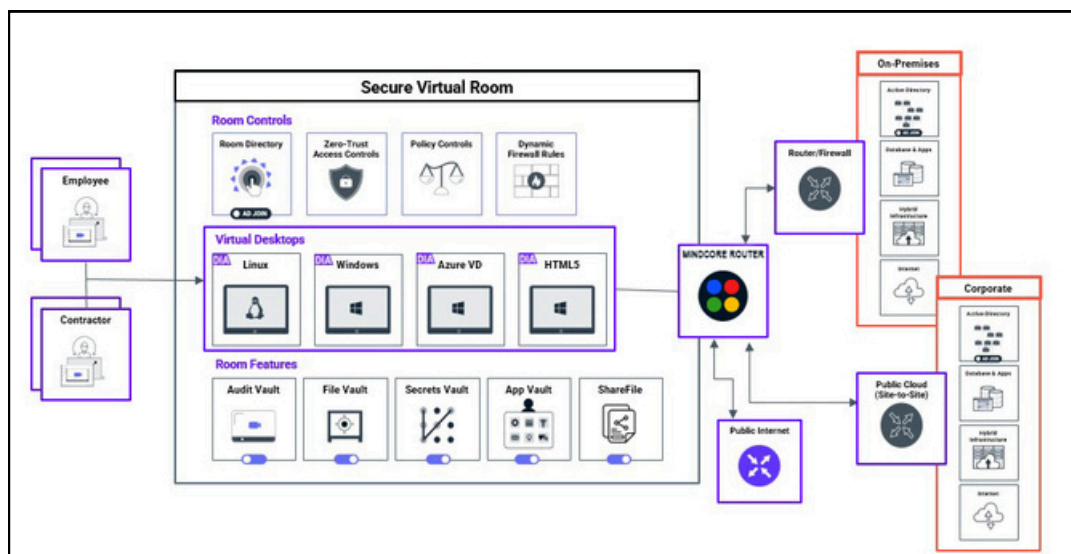 Secure Virtual Room
Room Controls
Room Directory
AD JOIN
Zero-Trust
Access Controls
Policy Controls
Dynamic
Firewall Rules
Employee
Contractor
Virtual Desktops
DIA
Linux
DIA
Windows
DIA
Azure VD
DIA
HTML5
Room Features
Audit Vault
File Vault
Secrets Vault
App Vault
ShareFile
MINDCORE ROUTER
Router/Firewall
Public Internet
Public Cloud
(Site-to-Site)
On-Premises
Active Directory
AD JOIN
Database & Apps
Hybrid
Infrastructure
Internet
Corporate
Active Directory
AD JOIN
Database & Apps
Hybrid
Infrastructure
Internet